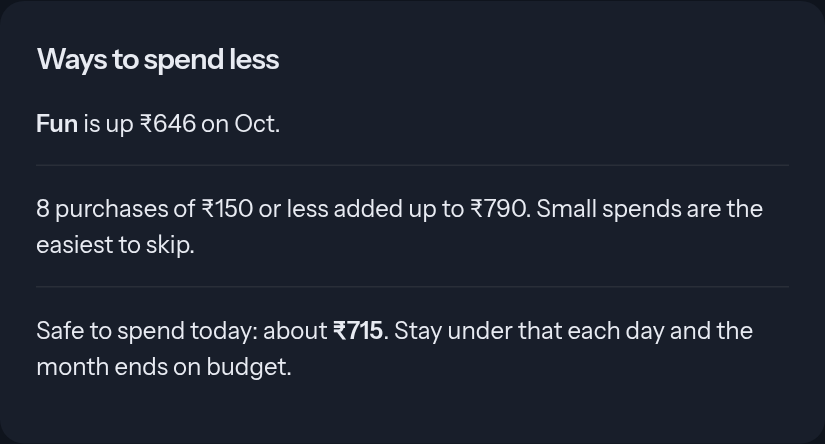 Ways to spend less
Fun is up ₹646 on Oct.
8 purchases of ₹150 or less added up to ₹790. Small spends are the
easiest to skip.
Safe to spend today: about ₹715. Stay under that each day and the
month ends on budget.